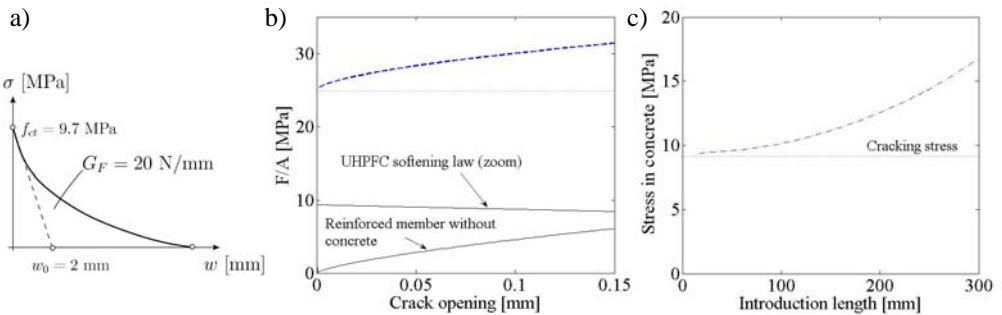 a)
σ [MPa]
f_ct = 9.7 MPa
G_F = 20 N/mm
w_0 = 2 mm
w [mm]
b)
F/A [MPa]
30
20
10
0
UHPFC softening law (zoom)
Reinforced member without
concrete
0
0.05
0.1
0.15
Crack opening [mm]
c)
Stress in concrete [MPa]
20
15
10
5
0
Cracking stress
0
100
200
300
Introduction length [mm]